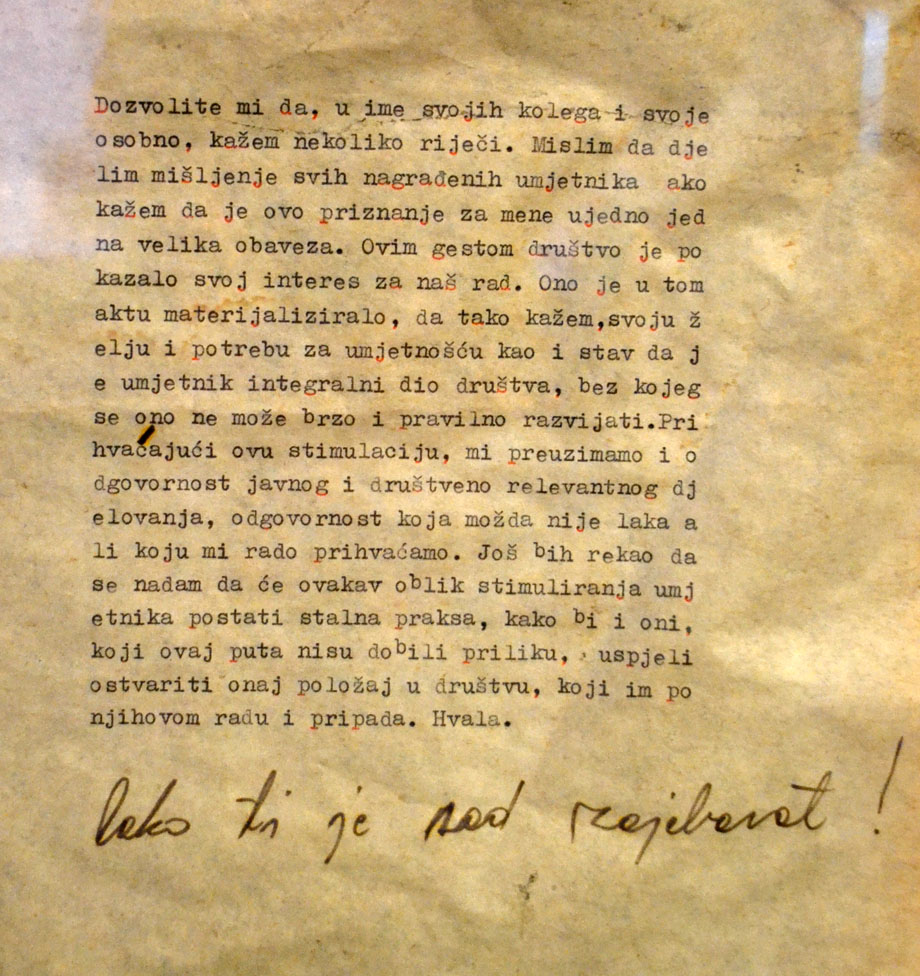 Dozvolite mi da, u ime svojih kolega i svoje
osobno, kažem nekoliko riječi. Mislim da dje
lim mišljenje svih nagrađenih umjetnika ako
kažem da je ovo priznanje za mene ujedno jed
na velika obaveza. Ovim gestom društvo je po
kazalo svoj interes za naš rad. Ono je u tom
aktu materijaliziralo, da tako kažem,svoju ž
elju i potrebu za umjetnošću kao i stav da j
e umjetnik integralni dio društva, bez kojeg
se ono ne može brzo i pravilno razvijati.Pri
hvaćajući ovu stimulaciju, mi preuzimamo i o
dgovornost javnog i društveno relevantnog dj
elovanja, odgovornost koja možda nije laka a
li koju mi rado prihvaćamo. Još bih rekao da
se nadam da će ovakav oblik stimuliranja umj
etnika postati stalna praksa, kako bi i oni,
koji ovaj puta nisu dobili priliku, uspjeli
ostvariti onaj položaj u društvu, koji im po
njihovom radu i pripada. Hvala.
lako ti je sad zajebavat!